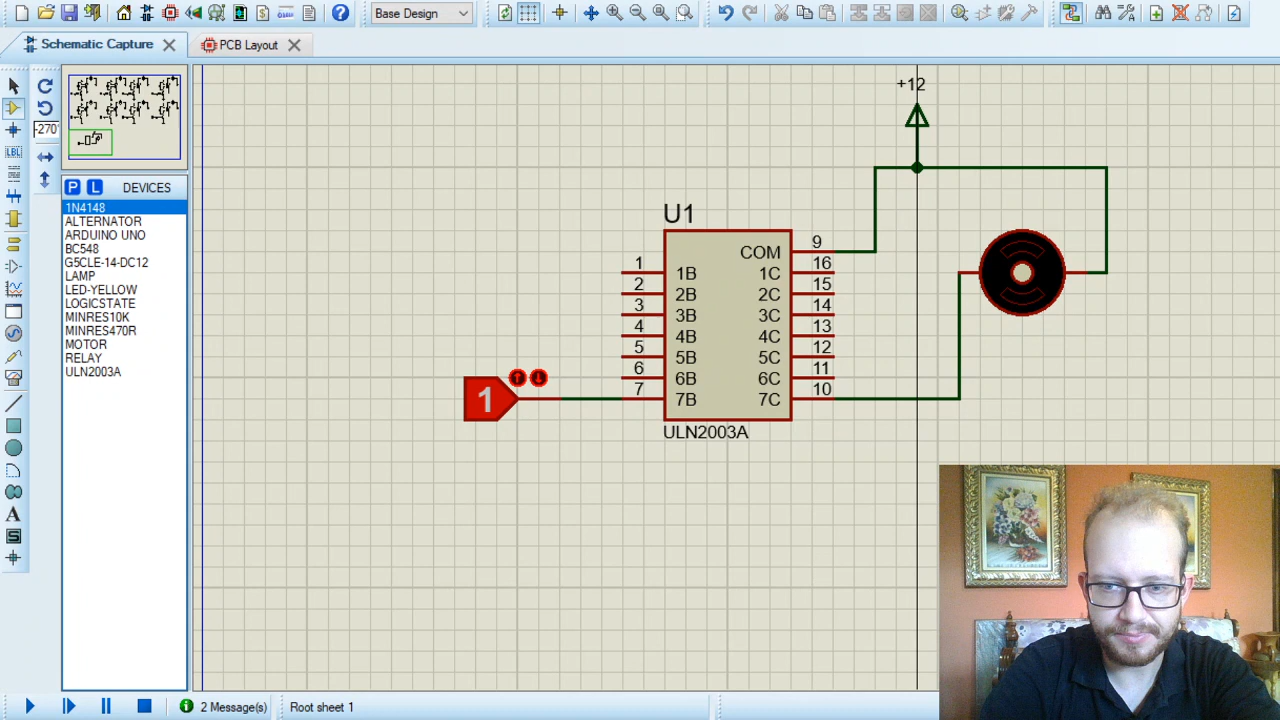 Base Design
Schematic Capture
PCB Layout
LBL
-270°
P L DEVICES
1N4148
ALTERNATOR
ARDUINO UNO
BC548
G5CLE-14-DC12
LAMP
LED-YELLOW
LOGICSTATE
MINRES10K
MINRES470R
MOTOR
RELAY
ULN2003A
A
S
+12
U1
COM 9
1 1B 1C 16
2 2B 2C 15
3 3B 3C 14
4 4B 4C 13
5 5B 5C 12
6 6B 6C 11
7 7B 7C 10
1
ULN2003A
2 Message(s)
Root sheet 1